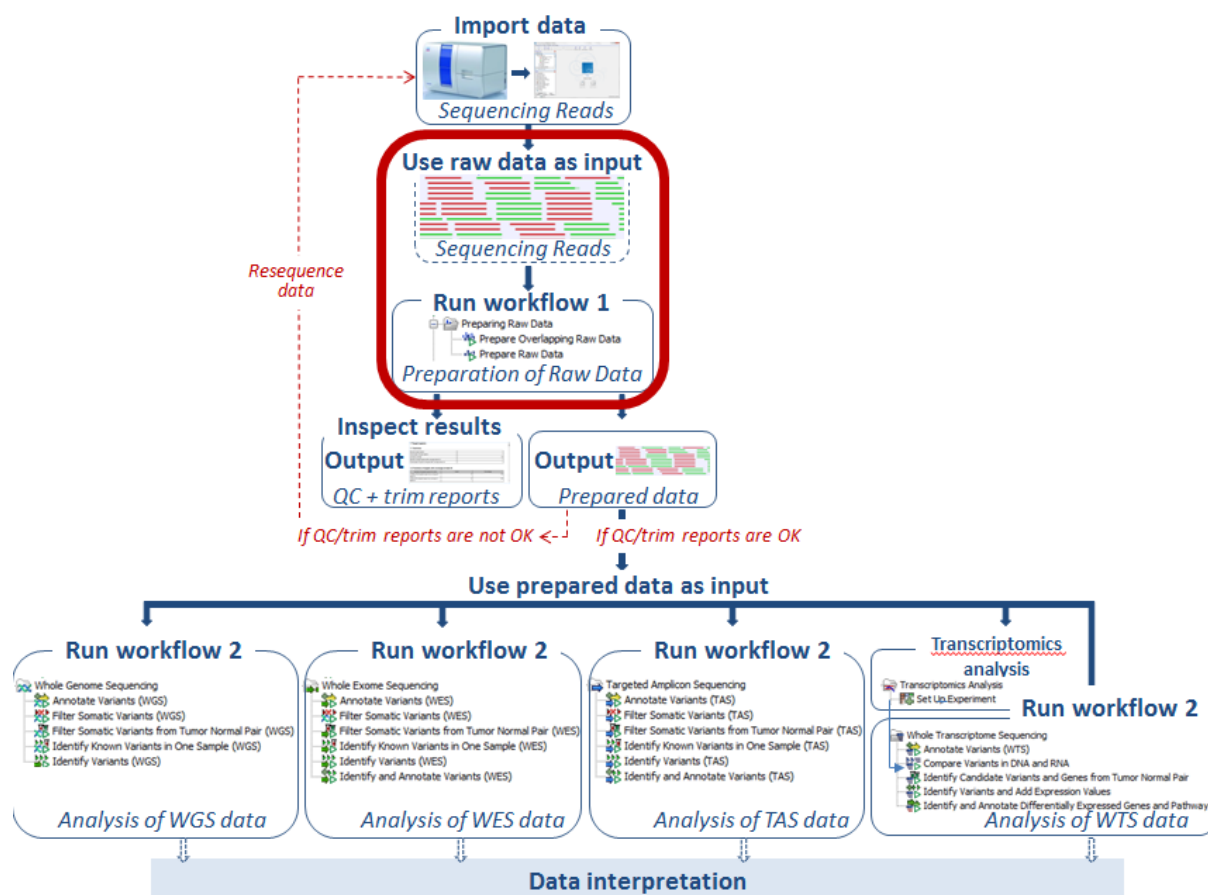 Import data
Sequencing Reads
Use raw data as input
Sequencing Reads
Resequence
data
Run workflow 1
Preparing Raw Data
Prepare Overlapping Raw Data
Prepare Raw Data
Preparation of Raw Data
Inspect results
Output
QC + trim reports
Output
Prepared data
If QC/trim reports are not OK
If QC/trim reports are OK
Use prepared data as input
Run workflow 2
Whole Genome Sequencing
Annotate Variants (WGS)
Filter Somatic Variants (WGS)
Filter Somatic Variants from Tumor Normal Pair (WGS)
Identify Known Variants in One Sample (WGS)
Identify Variants (WGS)
Analysis of WGS data
Run workflow 2
Whole Exome Sequencing
Annotate Variants (WES)
Filter Somatic Variants (WES)
Filter Somatic Variants from Tumor Normal Pair (WES)
Identify Known Variants in One Sample (WES)
Identify Variants (WES)
Identify and Annotate Variants (WES)
Analysis of WES data
Run workflow 2
Targeted Amplicon Sequencing
Annotate Variants (TAS)
Filter Somatic Variants (TAS)
Filter Somatic Variants from Tumor Normal Pair (TAS)
Identify Known Variants in One Sample (TAS)
Identify Variants (TAS)
Identify and Annotate Variants (TAS)
Analysis of TAS data
Transcriptomics
analysis
Transcriptomics Analysis
Set Up Experiment
Run workflow 2
Whole Transcriptome Sequencing
Annotate Variants (WTS)
Compare Variants in DNA and RNA
Identify Candidate Variants and Genes from Tumor Normal Pair
Identify Variants and Add Expression Values
Identify and Annotate Differentially Expressed Genes and Pathway
Analysis of WTS data
Data interpretation